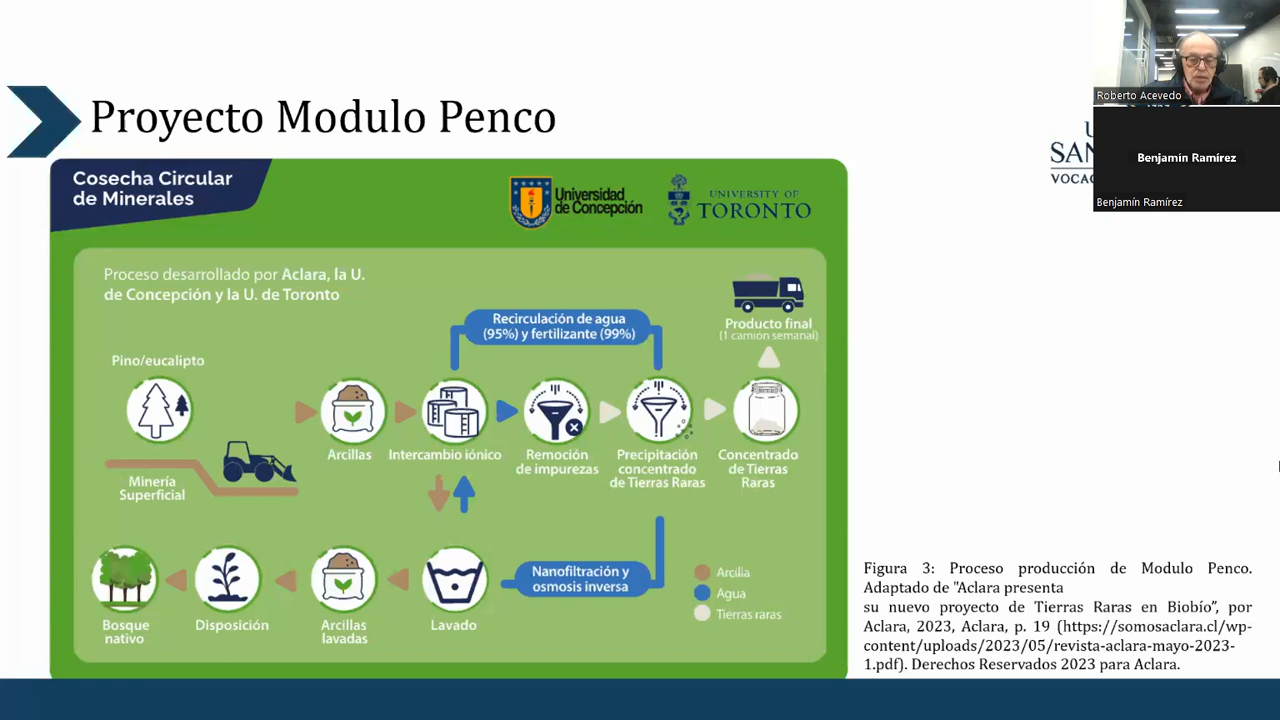 Proyecto Modulo Penco
Roberto Acevedo
Benjamín Ramírez
Benjamín Ramírez
SAN
VOCAC
Cosecha Circular
de Minerales
Universidad
de Concepción
UNIVERSITY OF
TORONTO
Proceso desarrollado por Aclara, la U.
de Concepción y la U. de Toronto
Recirculación de agua
(95%) y fertilizante (99%)
Producto final
(1 camión semanal)
Pino/eucalipto
Minería
Superficial
Arcillas
Intercambio iónico
Remoción
de impurezas
Precipitación
concentrado
de Tierras Raras
Concentrado
de Tierras
Raras
Nanofiltración y
osmosis inversa
Bosque
nativo
Disposición
Arcillas
lavadas
Lavado
Arcilia
Agua
Tierras raras
Figura 3: Proceso producción de Modulo Penco.
Adaptado de "Aclara presenta
su nuevo proyecto de Tierras Raras en Biobío”, por
Aclara, 2023, Aclara, p. 19 (https://somosaclara.cl/wp-
content/uploads/2023/05/revista-aclara-mayo-2023-
1.pdf). Derechos Reservados 2023 para Aclara.